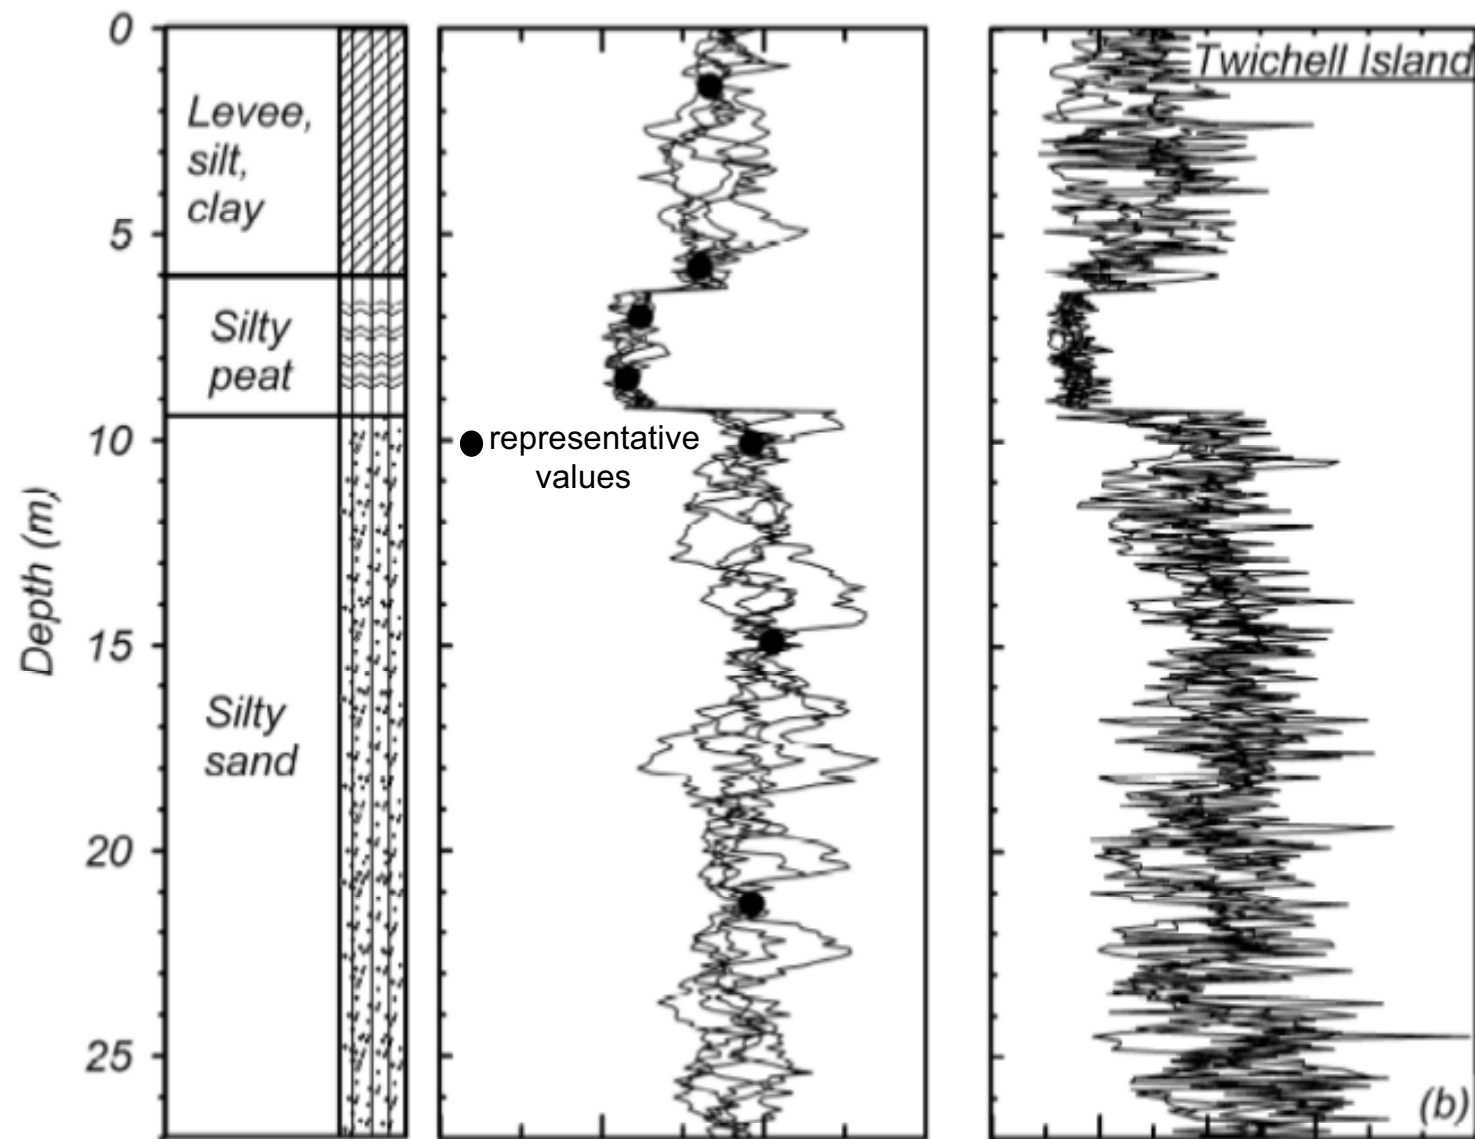 0
Levee,
silt,
clay
5
Silty
peat
10
15
Silty
sand
20
25
Depth (m)
representative
values
Twichell Island
(b)